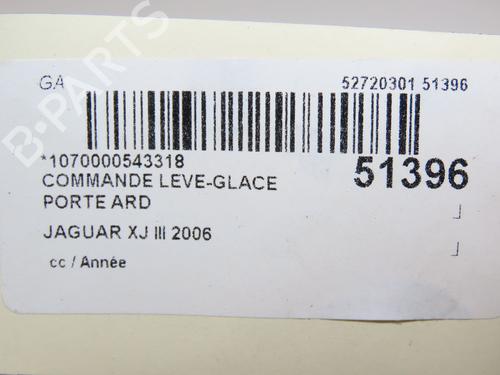 GA
52720301 51396
*1070000543318
51396
COMMANDE LEVE-GLACE
PORTE ARD
JAGUAR XJ III 2006
cc / Année
B-PARTS